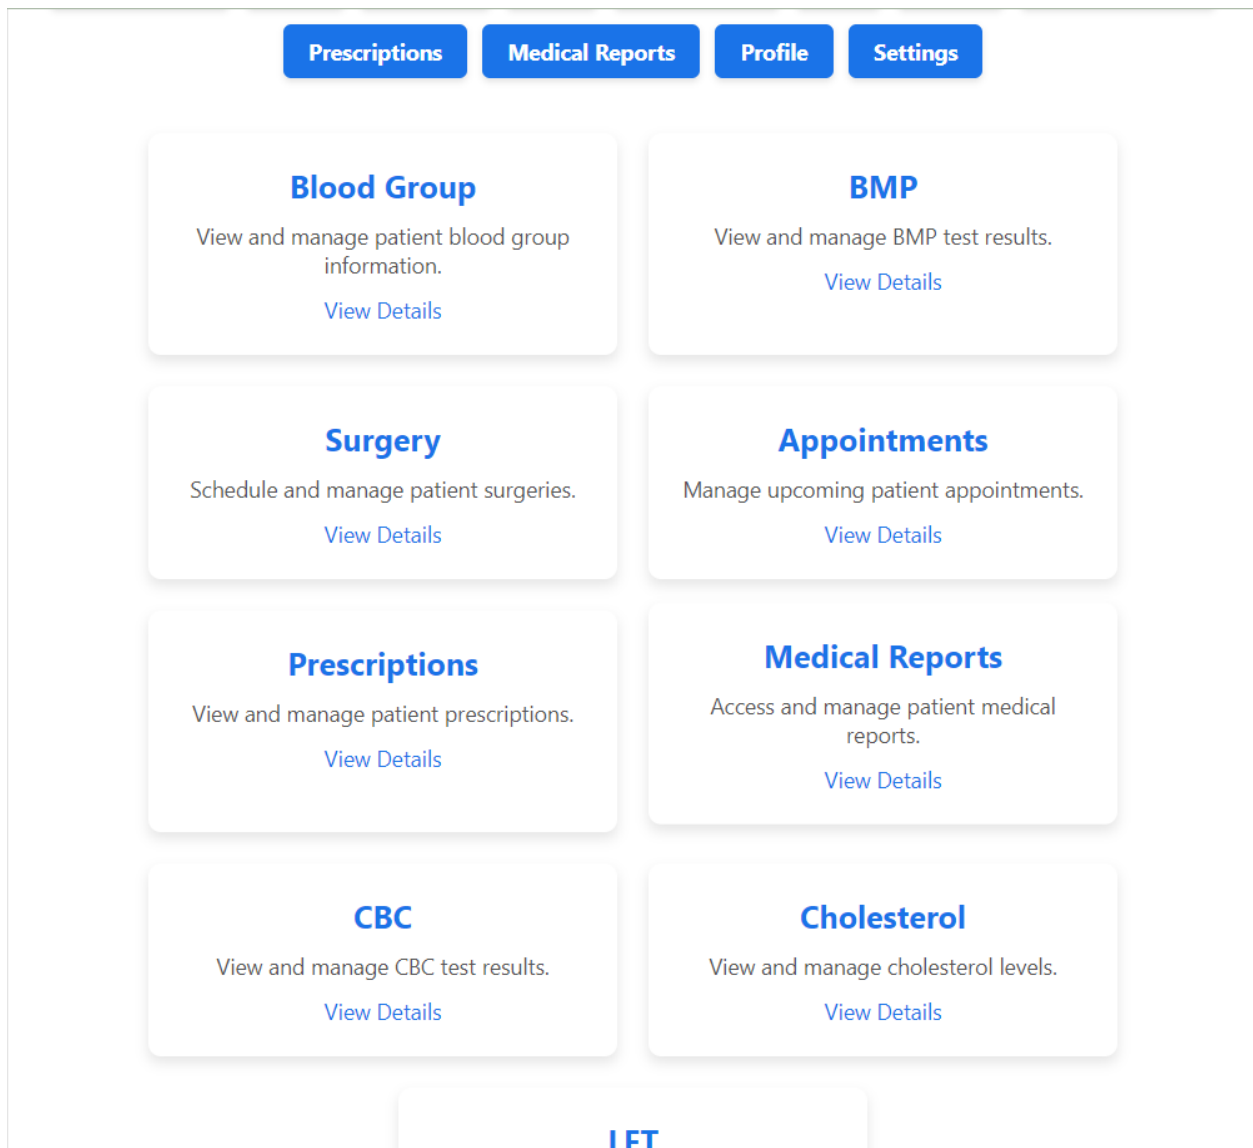 Prescriptions Medical Reports Profile Settings
Blood Group
View and manage patient blood group
information.
View Details
BMP
View and manage BMP test results.
View Details
Surgery
Schedule and manage patient surgeries.
View Details
Appointments
Manage upcoming patient appointments.
View Details
Prescriptions
View and manage patient prescriptions.
View Details
Medical Reports
Access and manage patient medical
reports.
View Details
CBC
View and manage CBC test results.
View Details
Cholesterol
View and manage cholesterol levels.
View Details
LFT